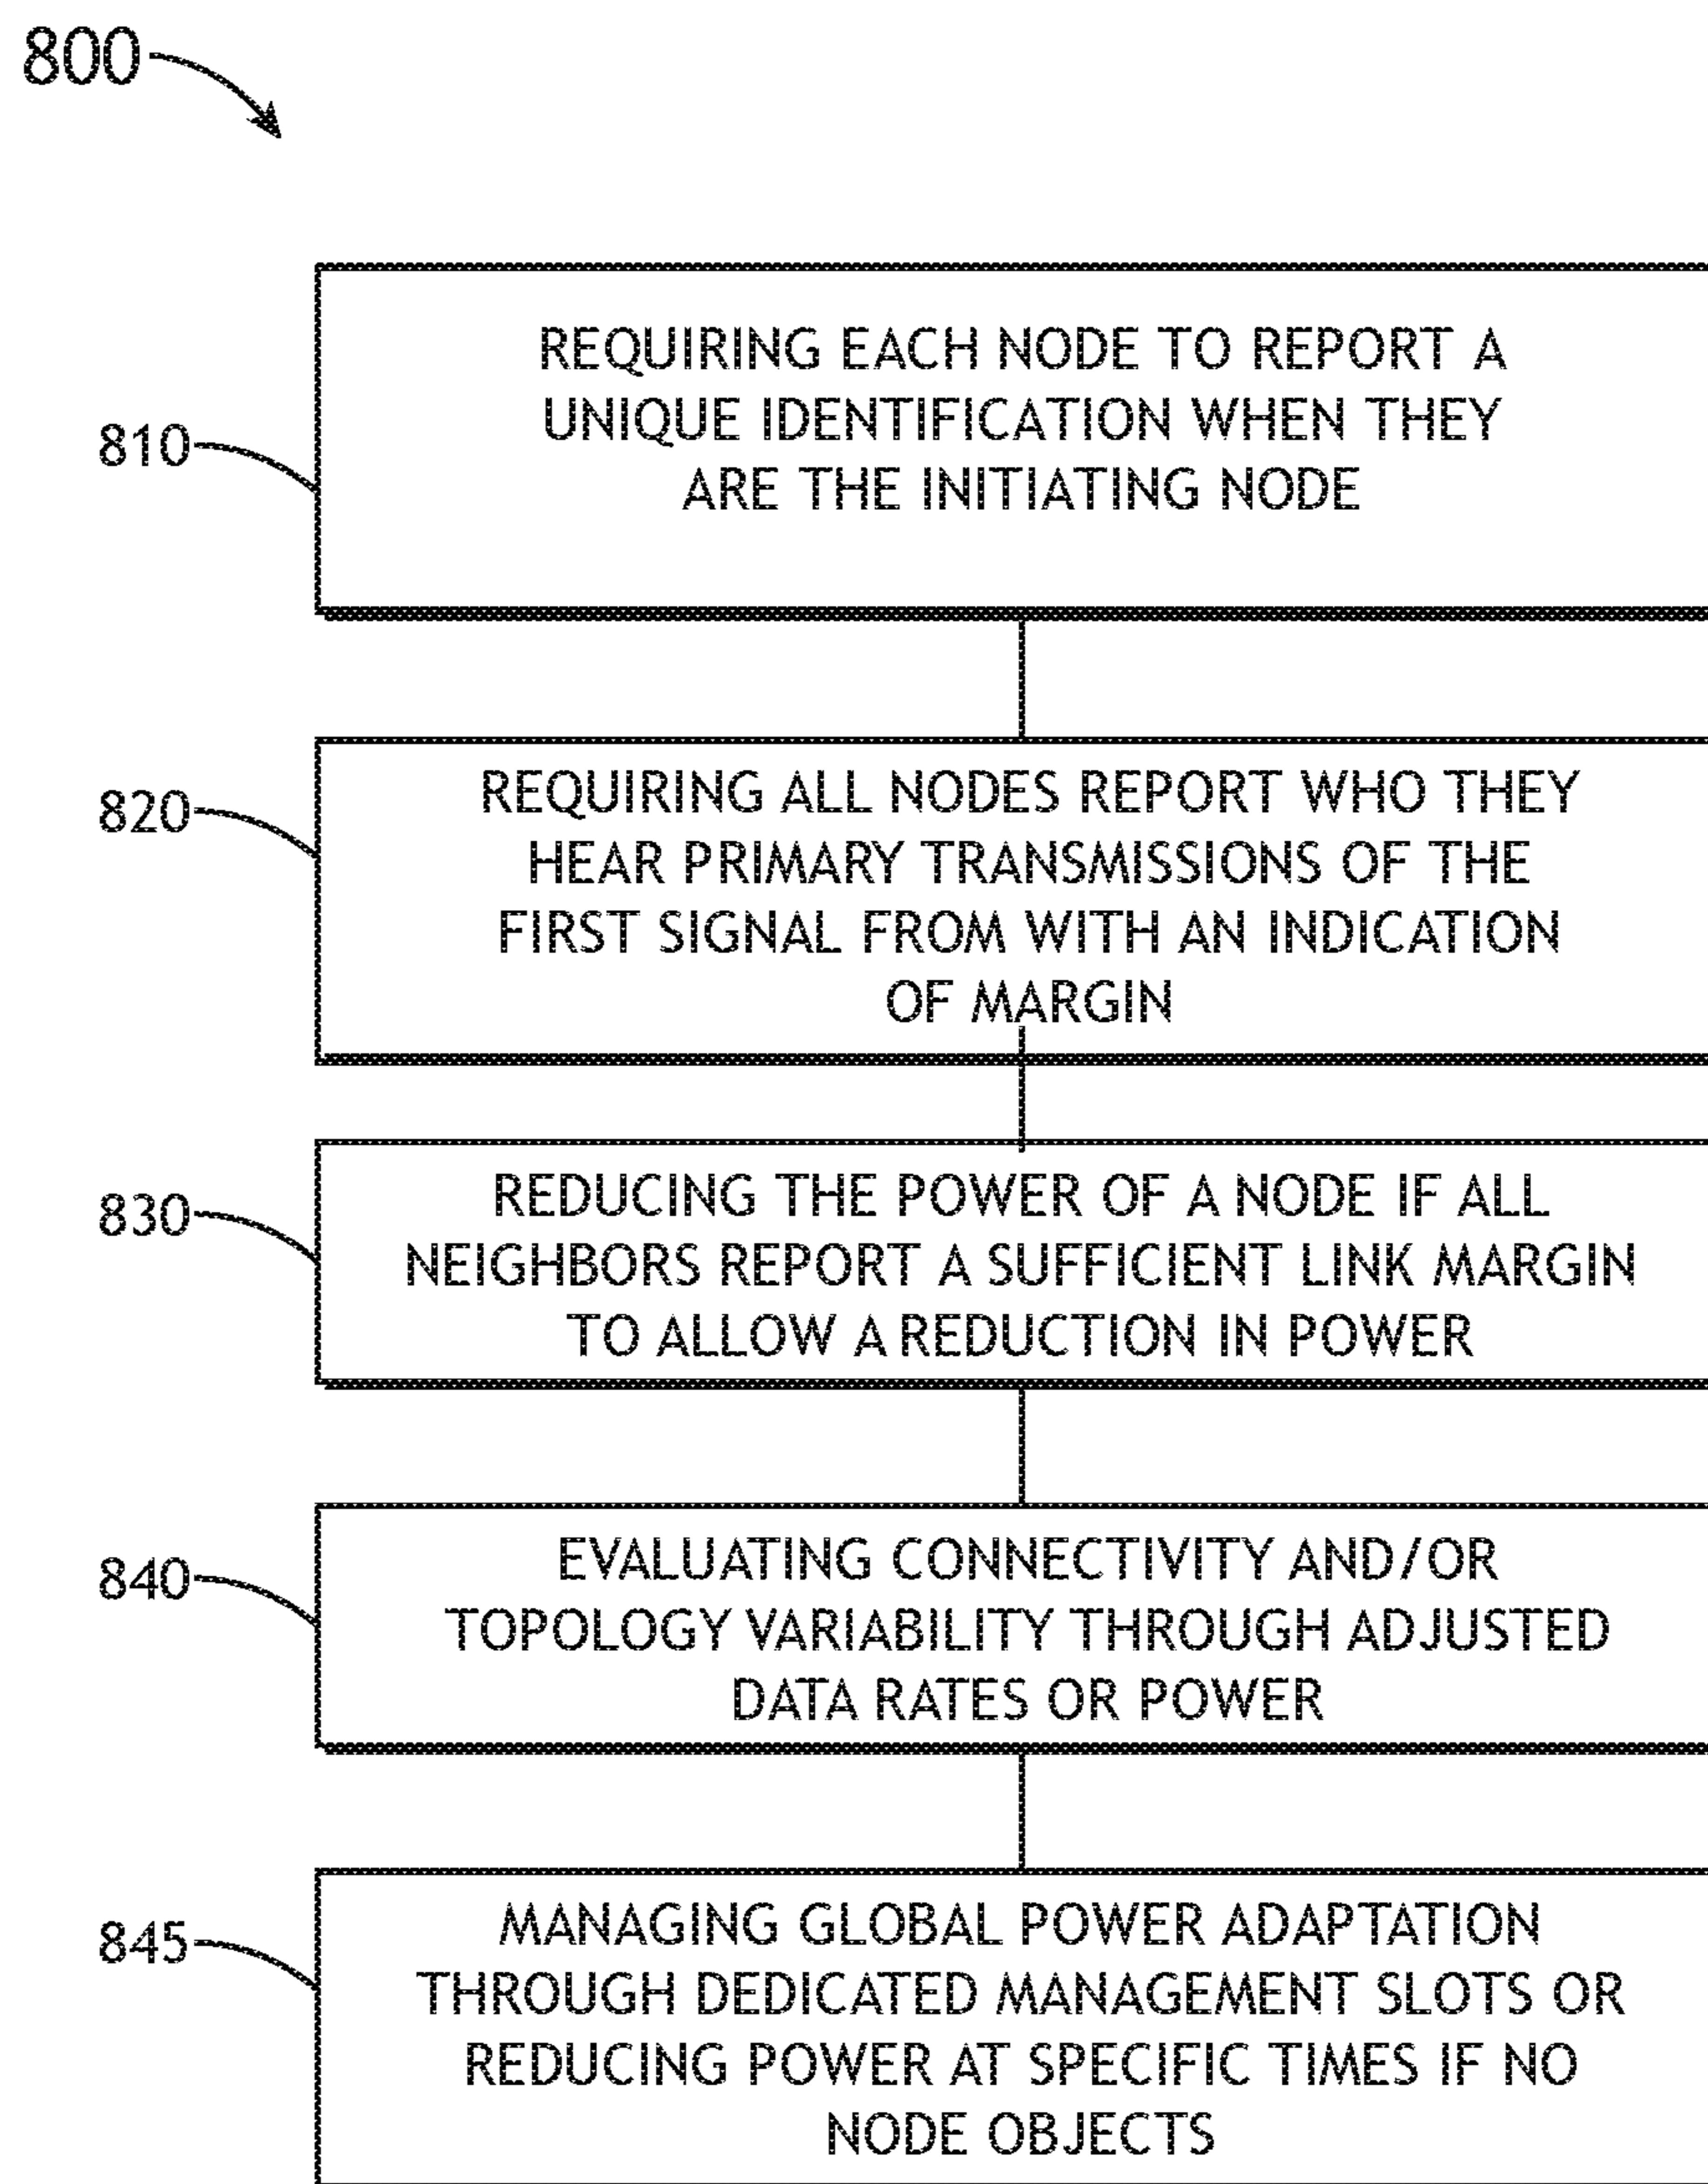 800
810
REQUIRING EACH NODE TO REPORT A
UNIQUE IDENTIFICATION WHEN THEY
ARE THE INITIATING NODE
820
REQUIRING ALL NODES REPORT WHO THEY
HEAR PRIMARY TRANSMISSIONS OF THE
FIRST SIGNAL FROM WITH AN INDICATION
OF MARGIN
830
REDUCING THE POWER OF A NODE IF ALL
NEIGHBORS REPORT A SUFFICIENT LINK MARGIN
TO ALLOW A REDUCTION IN POWER
840
EVALUATING CONNECTIVITY AND/OR
TOPOLOGY VARIABILITY THROUGH ADJUSTED
DATA RATES OR POWER
845
MANAGING GLOBAL POWER ADAPTATION
THROUGH DEDICATED MANAGEMENT SLOTS OR
REDUCING POWER AT SPECIFIC TIMES IF NO
NODE OBJECTS